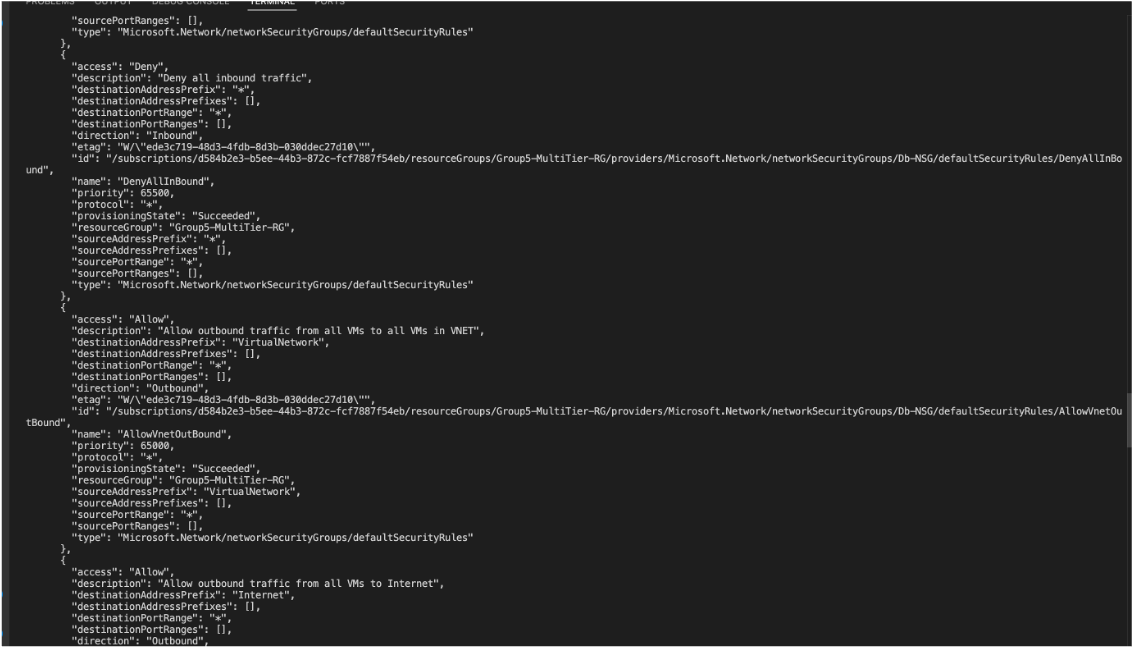 PROBLEMS OUTPUT DEBUG CONSOLE TERMINAL PORTS
"sourcePortRanges": [],
"type": "Microsoft.Network/networkSecurityGroups/defaultSecurityRules"
},
{
"access": "Deny",
"description": "Deny all inbound traffic",
"destinationAddressPrefix": "*",
"destinationAddressPrefixes": [],
"destinationPortRange": "*",
"destinationPortRanges": [],
"direction": "Inbound",
"etag": "W/\"ede3c719-48d3-4fdb-8d3b-030ddec27d10\"",
"id": "/subscriptions/d584b2e3-b5ee-44b3-872c-fcf7887f54eb/resourceGroups/Group5-MultiTier-RG/providers/Microsoft.Network/networkSecurityGroups/Db-NSG/defaultSecurityRules/DenyAllInBo
und",
"name": "DenyAllInBound",
"priority": 65500,
"protocol": "*",
"provisioningState": "Succeeded",
"resourceGroup": "Group5-MultiTier-RG",
"sourceAddressPrefix": "*",
"sourceAddressPrefixes": [],
"sourcePortRange": "*",
"sourcePortRanges": [],
"type": "Microsoft.Network/networkSecurityGroups/defaultSecurityRules"
},
{
"access": "Allow",
"description": "Allow outbound traffic from all VMs to all VMs in VNET",
"destinationAddressPrefix": "VirtualNetwork",
"destinationAddressPrefixes": [],
"destinationPortRange": "*",
"destinationPortRanges": [],
"direction": "Outbound",
"etag": "W/\"ede3c719-48d3-4fdb-8d3b-030ddec27d10\"",
"id": "/subscriptions/d584b2e3-b5ee-44b3-872c-fcf7887f54eb/resourceGroups/Group5-MultiTier-RG/providers/Microsoft.Network/networkSecurityGroups/Db-NSG/defaultSecurityRules/AllowVnetOu
tBound",
"name": "AllowVnetOutBound",
"priority": 65000,
"protocol": "*",
"provisioningState": "Succeeded",
"resourceGroup": "Group5-MultiTier-RG",
"sourceAddressPrefix": "VirtualNetwork",
"sourceAddressPrefixes": [],
"sourcePortRange": "*",
"sourcePortRanges": [],
"type": "Microsoft.Network/networkSecurityGroups/defaultSecurityRules"
},
{
"access": "Allow",
"description": "Allow outbound traffic from all VMs to Internet",
"destinationAddressPrefix": "Internet",
"destinationAddressPrefixes": [],
"destinationPortRange": "*",
"destinationPortRanges": [],
"direction": "Outbound",